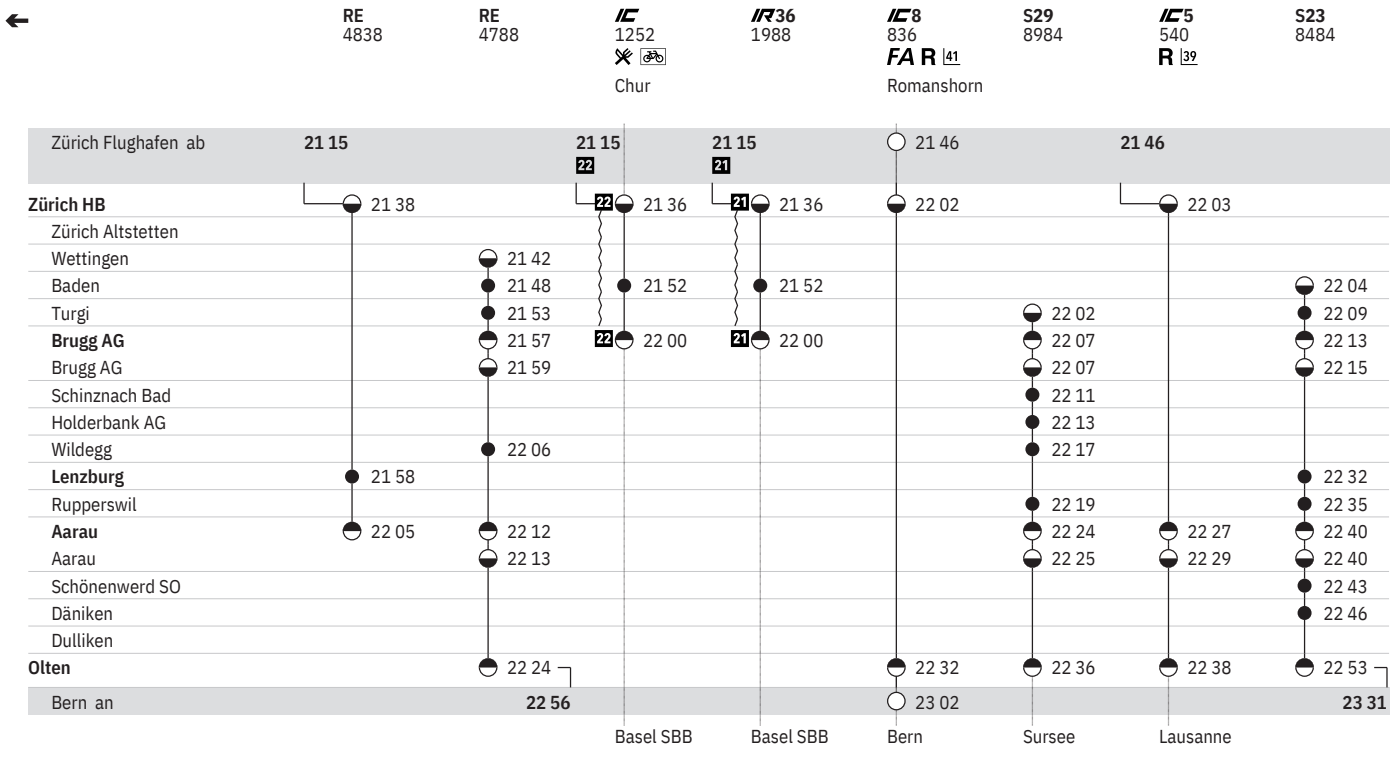 RE RE IC IR36 IC8 S29 IC5 S23
4838 4788 1252 1988 836 8984 540 8484
FA R 41 R 39
Chur Romanshorn
Zürich Flughafen ab 21 15 21 15 21 15 21 46 21 46
22 21
Zürich HB 21 38 22 21 36 21 21 36 22 02 22 03
Zürich Altstetten
Wettingen 21 42
Baden 21 48 21 52 21 52 22 04
Turgi 21 53 22 02 22 09
Brugg AG 21 57 22 22 00 21 22 00 22 07 22 13
Brugg AG 21 59 22 07 22 15
Schinznach Bad 22 11
Holderbank AG 22 13
Wildegg 22 06 22 17
Lenzburg 21 58 22 32
Rupperswil 22 19 22 35
Aarau 22 05 22 12 22 24 22 27 22 40
Aarau 22 13 22 25 22 29 22 40
Schönenwerd SO 22 43
Däniken 22 46
Dulliken
Olten 22 24 22 32 22 36 22 38 22 53
Bern an 22 56 23 02 23 31
Basel SBB Basel SBB Bern Sursee Lausanne